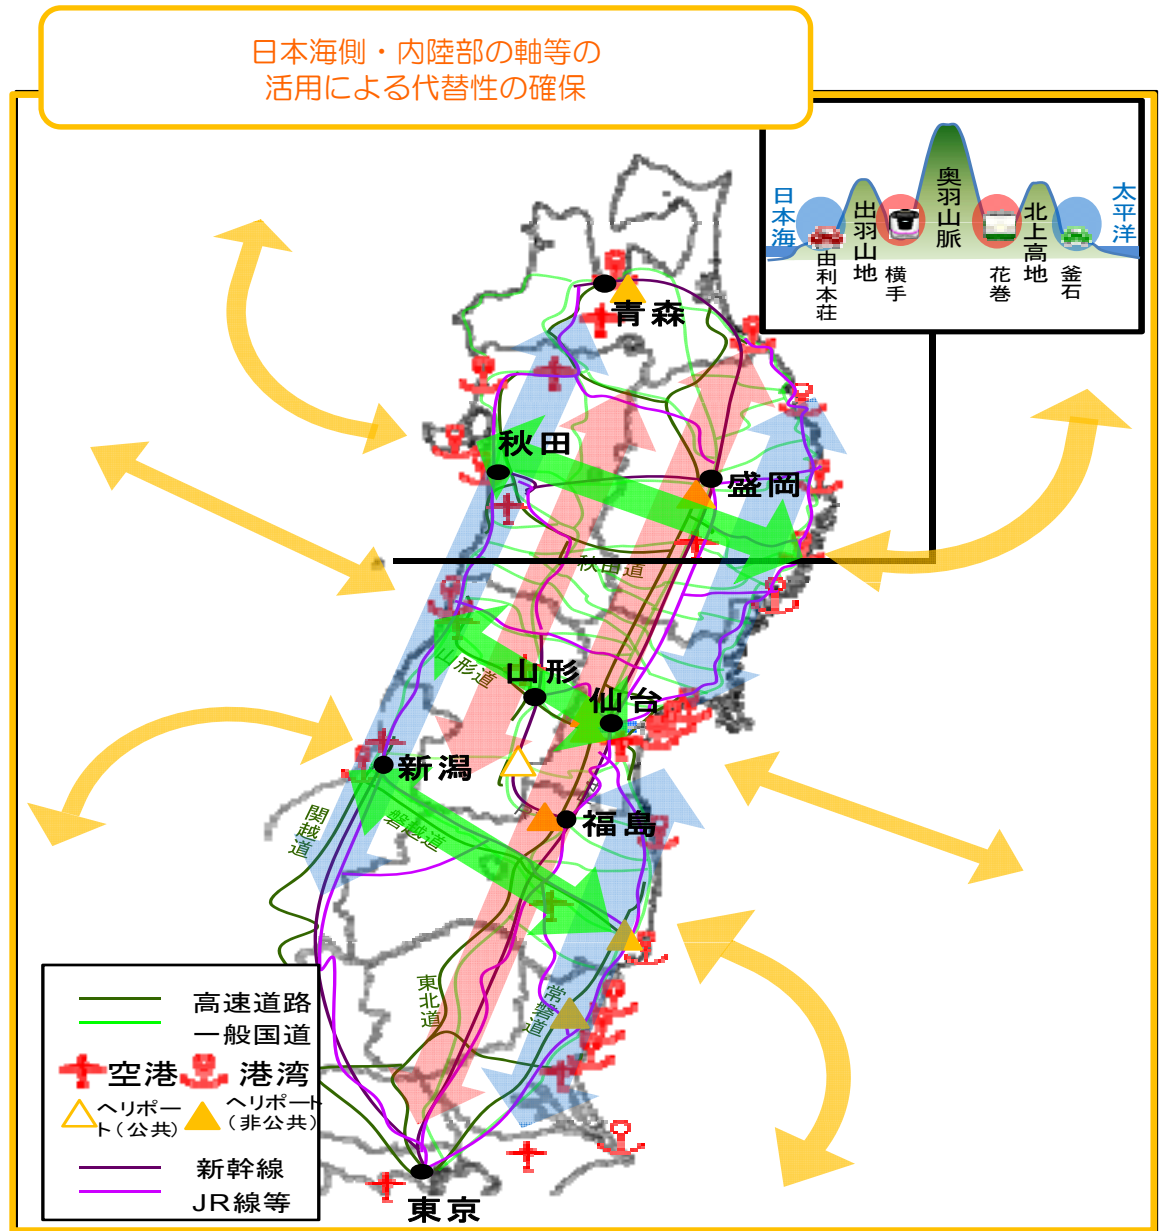 日本海側・内陸部の軸等の
活用による代替性の確保
日本海
出羽山地
奥羽山脈
北上高地
太平洋
由利本荘
横手
花巻
釜石
青森
秋田
盛岡
秋田道
山形道
山形
仙台
新潟
関越道
磐越道
福島
東北道
常磐道
東京
高速道路
一般国道
空港
港湾
ヘリポー
ト(公共)
ヘリポート
(非公共)
新幹線
JR線等